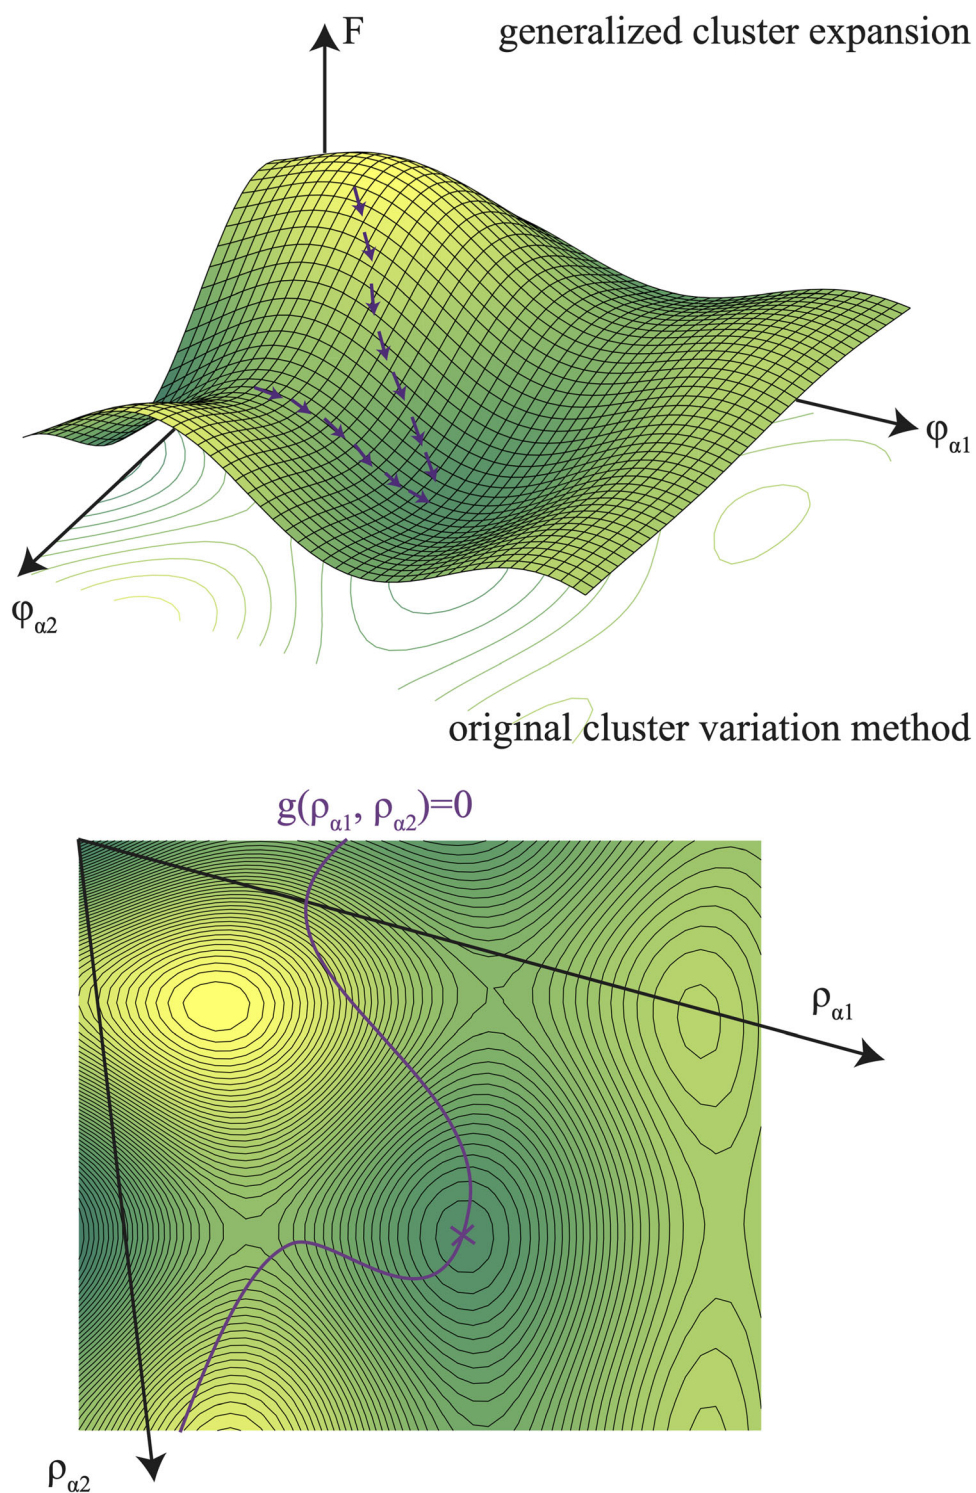 F
generalized cluster expansion
φα1
φα2
original cluster variation method
g(ρα1, ρα2)=0
ρα1
ρα2